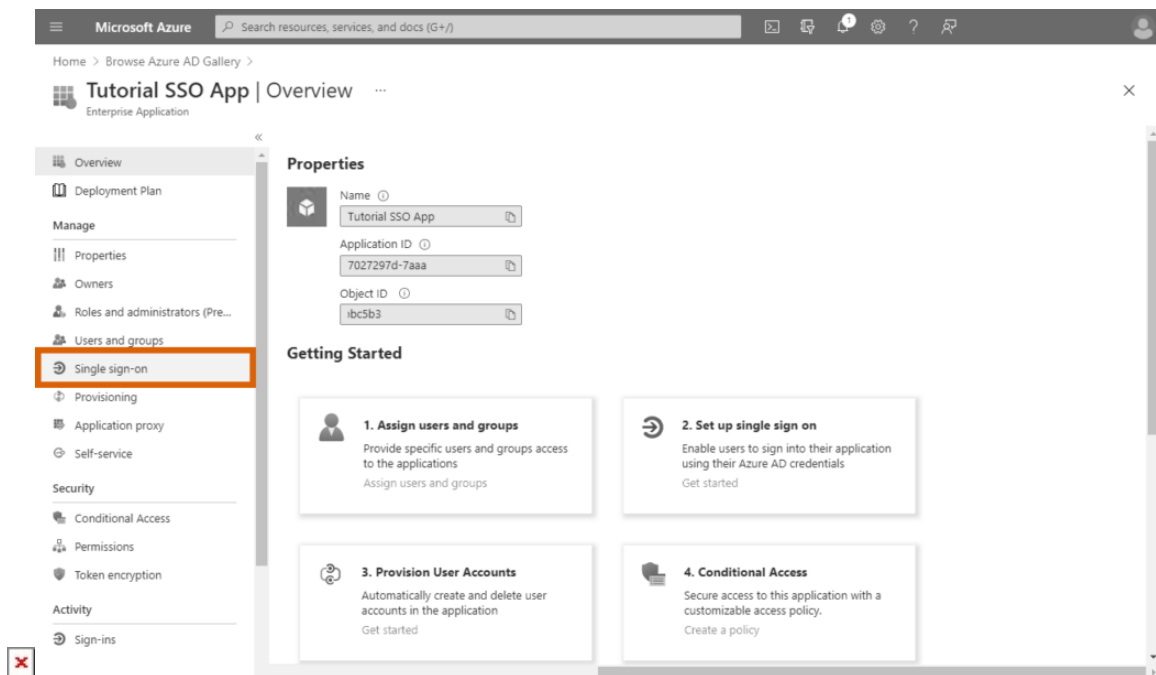 Microsoft Azure
Search resources, services, and docs (G+/)
1
Home > Browse Azure AD Gallery >
Tutorial SSO App | Overview ...
Enterprise Application
Overview
Deployment Plan
Manage
Properties
Owners
Roles and administrators (Pre...
Users and groups
Single sign-on
Provisioning
Application proxy
Self-service
Security
Conditional Access
Permissions
Token encryption
Activity
Sign-ins
Properties
Name
Tutorial SSO App
Application ID
7027297d-7aaa
Object ID
bc5b3
Getting Started
1. Assign users and groups
Provide specific users and groups access
to the applications
Assign users and groups
2. Set up single sign on
Enable users to sign into their application
using their Azure AD credentials
Get started
3. Provision User Accounts
Automatically create and delete user
accounts in the application
Get started
4. Conditional Access
Secure access to this application with a
customizable access policy.
Create a policy